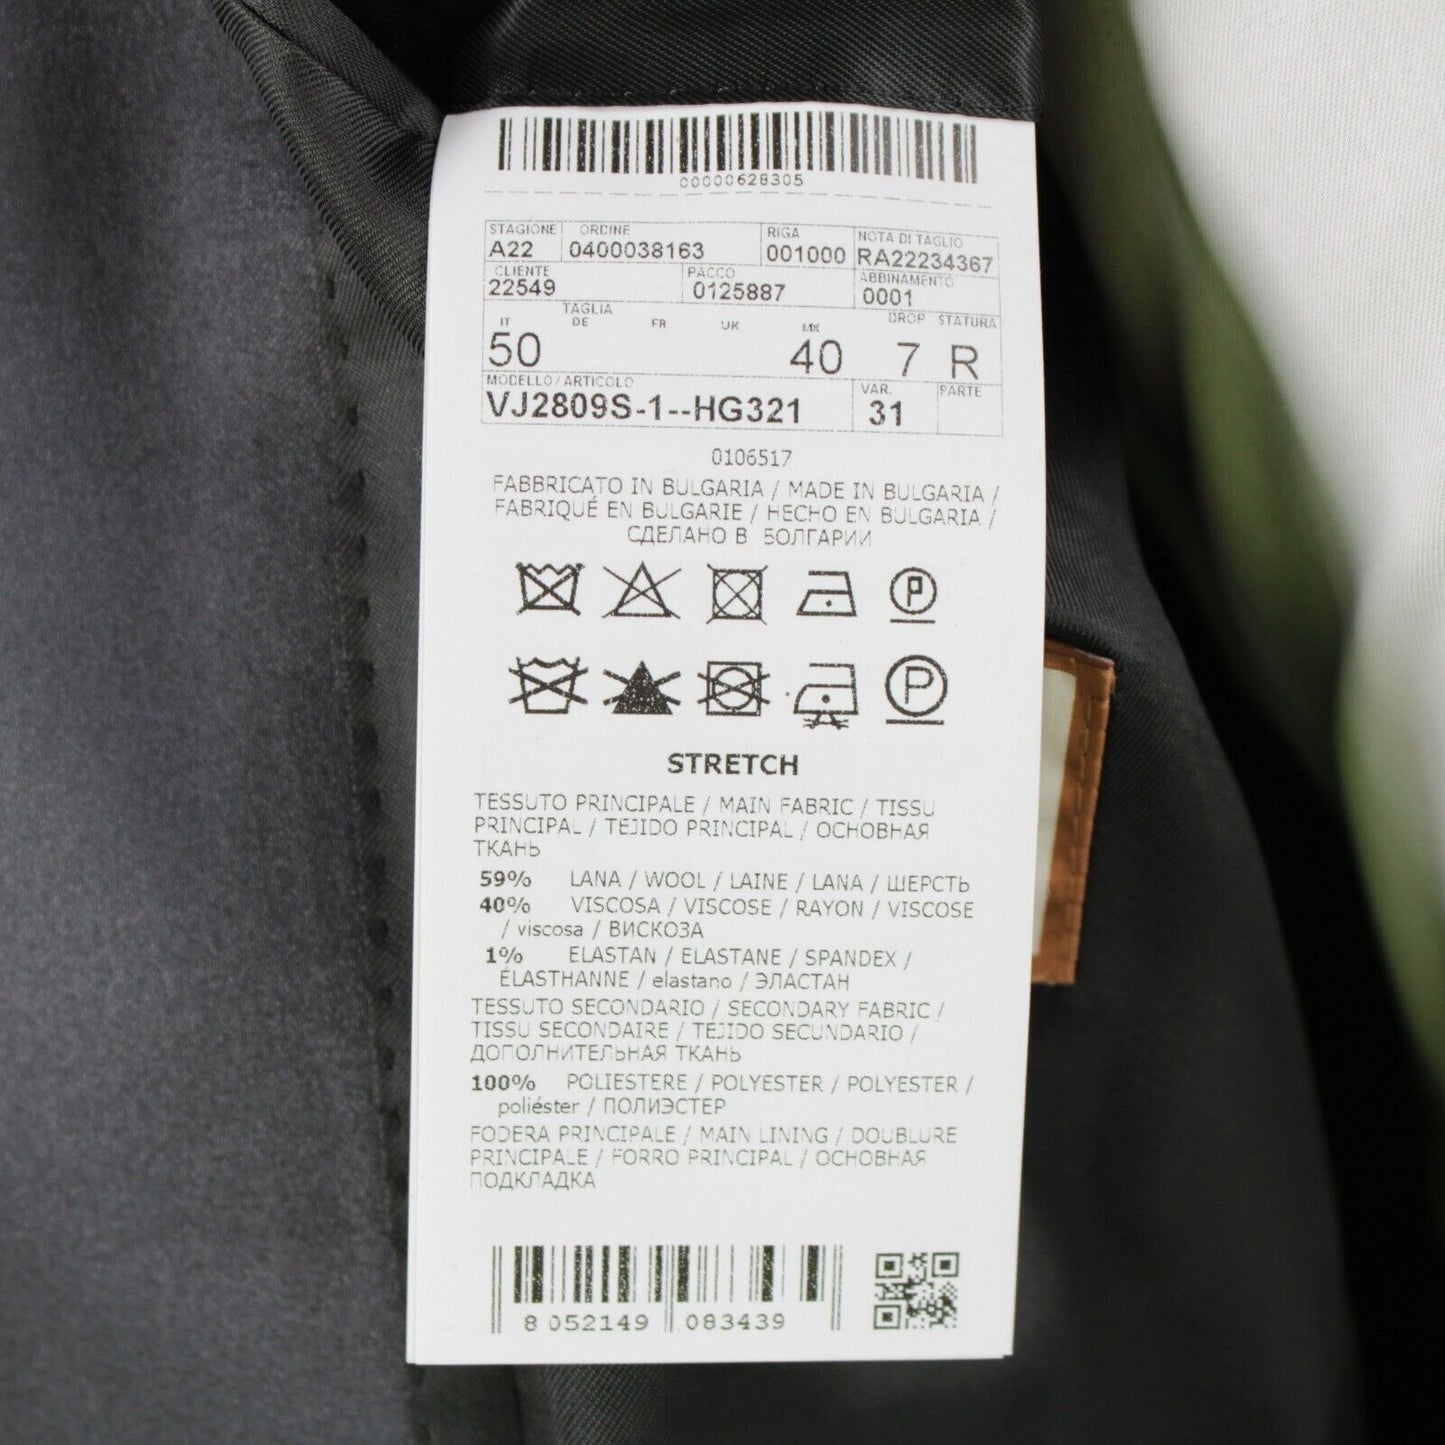 00000628305
STAGIONE ORDINE RIGA NOTA DI TAGLIO
A22 0400038163 001000 RA22234367
CLIENTE PACCO ABBINAMENTO
22549 0125887 0001
TAGLIA DROP STATURA
IT DE FR UK MX
50 40 7 R
MODELLO/ARTICOLO VAR. PARTE
VJ2809S-1--HG321 31
0106517
FABBRICATO IN BULGARIA / MADE IN BULGARIA /
FABRIQUÉ EN BULGARIE / HECHO EN BULGARIA /
СДЕЛАНО В БОЛГАРИИ
P
P
STRETCH
TESSUTO PRINCIPALE / MAIN FABRIC / TISSU
PRINCIPAL / TEJIDO PRINCIPAL / ОСНОВНАЯ
ТКАНЬ
59% LANA / WOOL / LAINE / LANA / ШЕРСТЬ
40% VISCOSA / VISCOSE / RAYON / VISCOSE
/ viscosa / ВИСКОЗА
1% ELASTAN / ELASTANE / SPANDEX /
ÉLASTHANNE / elastano / ЭЛАСТАН
TESSUTO SECONDARIO / SECONDARY FABRIC /
TISSU SECONDAIRE / TEJIDO SECUNDARIO /
ДОПОЛНИТЕЛЬНАЯ ТКАНЬ
100% POLIESTERE / POLYESTER / POLYESTER /
poliéster / ПОЛИЭСТЕР
FODERA PRINCIPALE / MAIN LINING / DOUBLURE
PRINCIPALE / FORRO PRINCIPAL / ОСНОВНАЯ
ПОДКЛАДКА
8 052149 083439